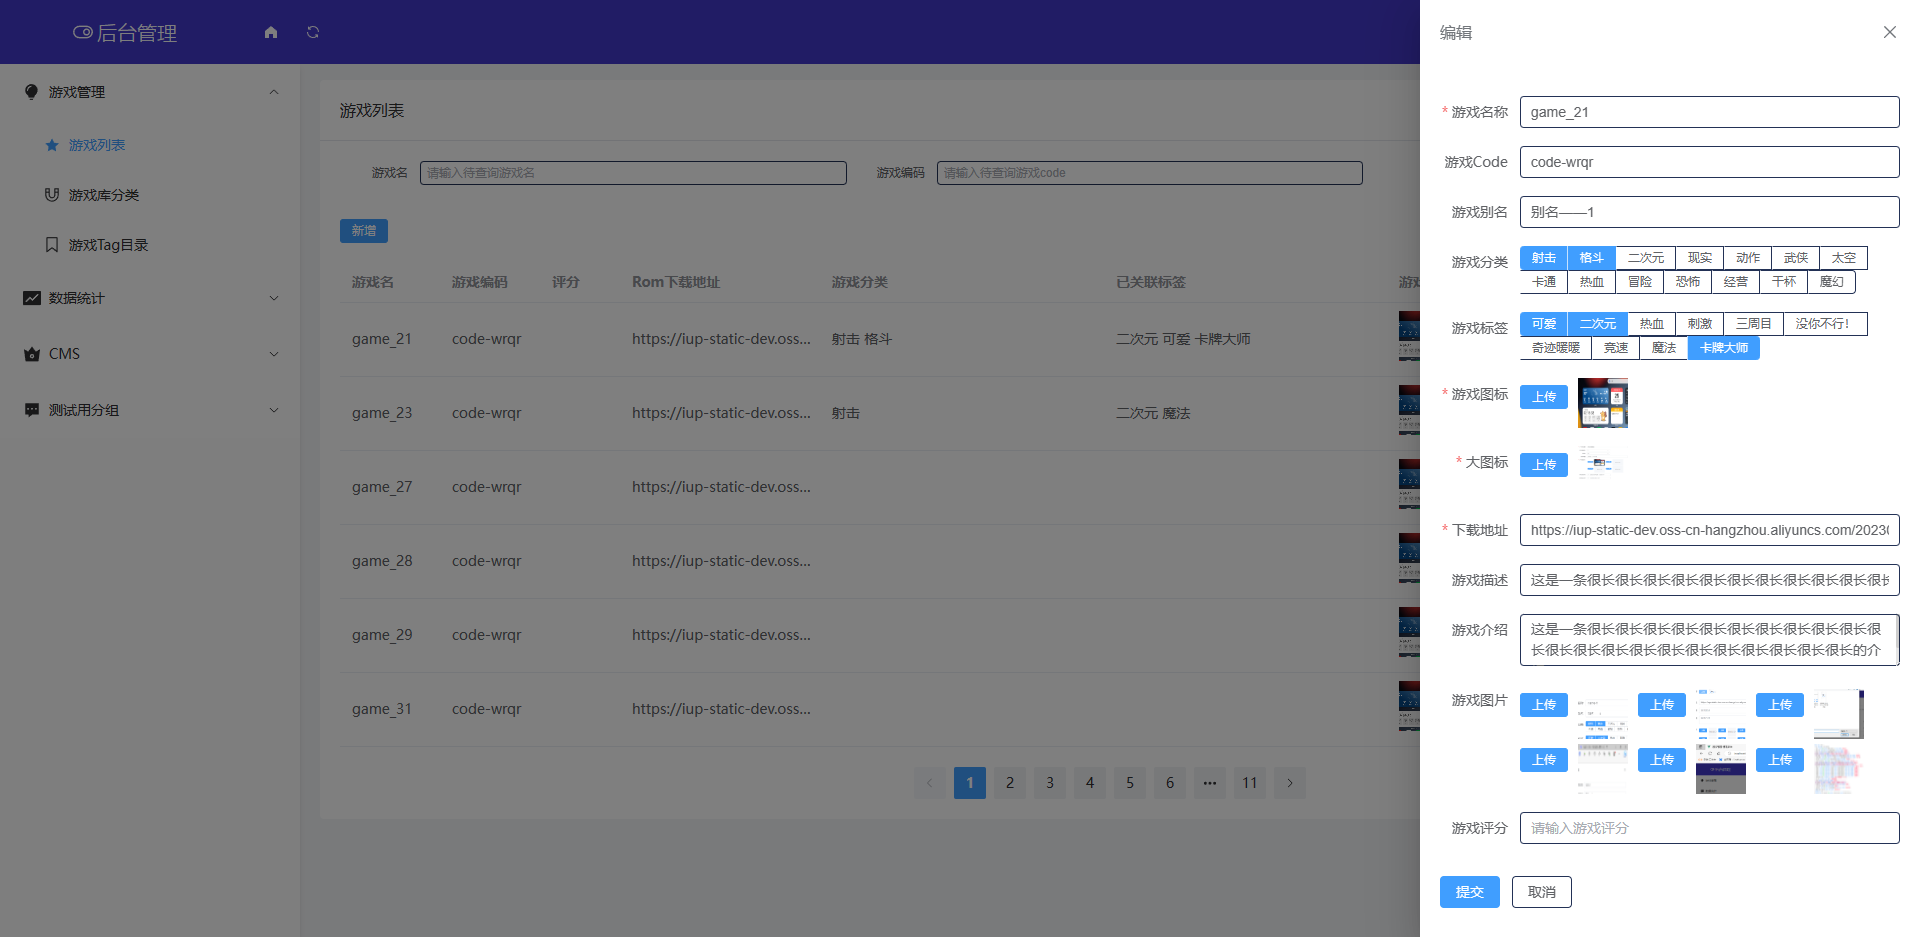 后台管理
游戏管理
游戏列表
游戏库分类
游戏Tag目录
数据统计
CMS
测试用分组
游戏列表
游戏名 请输入待查询游戏名 游戏编码 请输入待查询游戏code
新增
游戏名 游戏编码 评分 Rom下载地址 游戏分类 已关联标签 游戏
game_21 code-wrqr https://iup-static-dev.oss... 射击 格斗 二次元 可爱 卡牌大师
game_23 code-wrqr https://iup-static-dev.oss... 射击 二次元 魔法
game_27 code-wrqr https://iup-static-dev.oss...
game_28 code-wrqr https://iup-static-dev.oss...
game_29 code-wrqr https://iup-static-dev.oss...
game_31 code-wrqr https://iup-static-dev.oss...
1 2 3 4 5 6 ••• 11
编辑
* 游戏名称 game_21
游戏Code code-wrqr
游戏别名 别名——1
游戏分类 射击 格斗 二次元 现实 动作 武侠 太空
卡通 热血 冒险 恐怖 经营 干杯 魔幻
游戏标签 可爱 二次元 热血 刺激 三周目 没你不行!
奇迹暖暖 竞速 魔法 卡牌大师
* 游戏图标 上传
* 大图标 上传
* 下载地址 https://iup-static-dev.oss-cn-hangzhou.aliyuncs.com/2023
游戏描述 这是一条很长很长很长很长很长很长很长很长很长很长很长很长很长
游戏介绍 这是一条很长很长很长很长很长很长很长很长很长很长很
长很长很长很长很长很长很长很长很长很长很长很长的介
游戏图片 上传 上传 上传
上传 上传 上传
游戏评分 请输入游戏评分
提交 取消